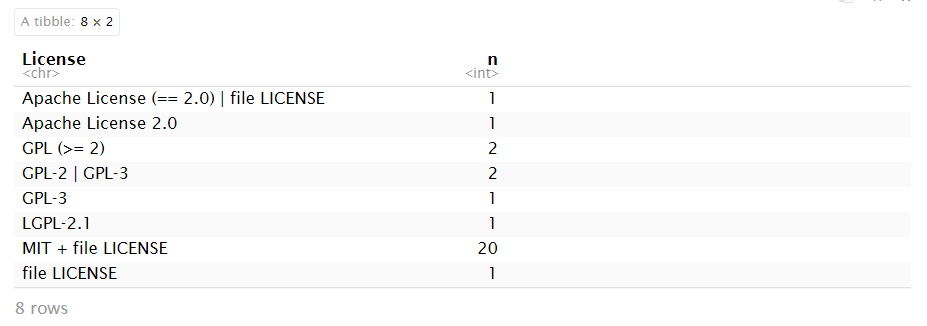 A tibble: 8 × 2
License n
<chr> <int>
Apache License (== 2.0) | file LICENSE 1
Apache License 2.0 1
GPL (>= 2) 2
GPL-2 | GPL-3 2
GPL-3 1
LGPL-2.1 1
MIT + file LICENSE 20
file LICENSE 1
8 rows